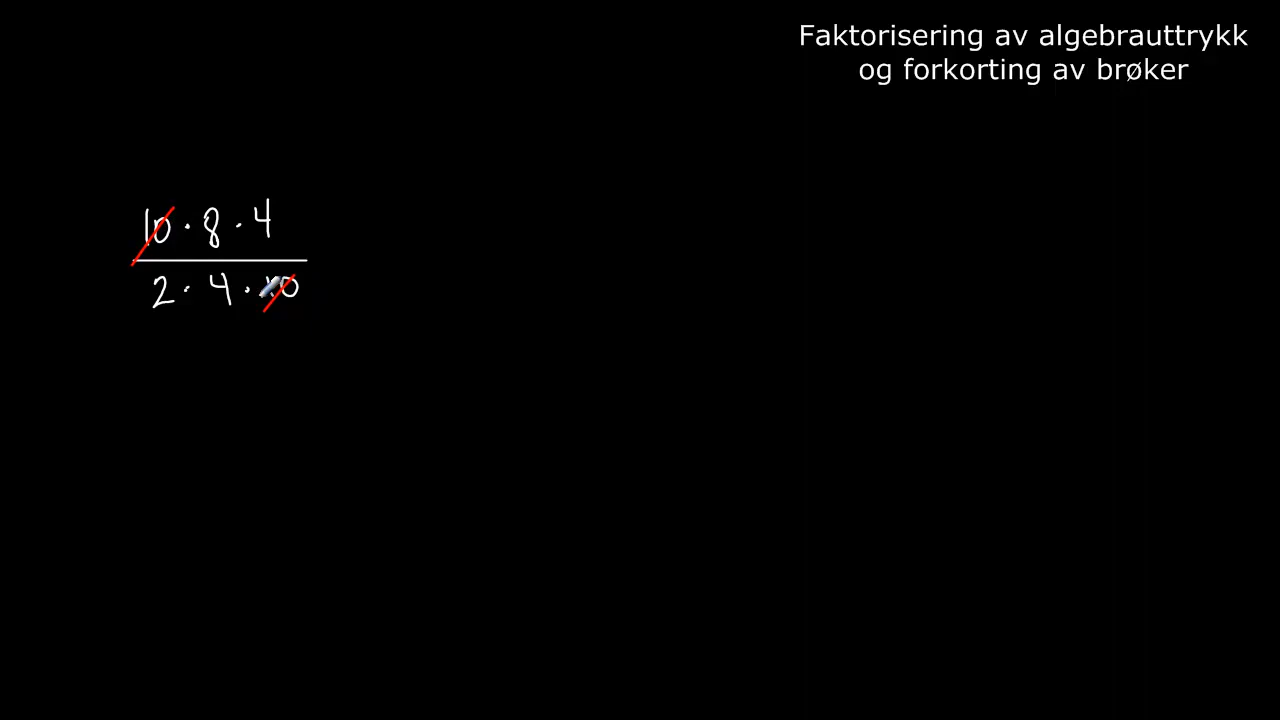 Faktorisering av algebrauttrykk
og forkorting av brøker
10 · 8 · 4
2 · 4 · 10